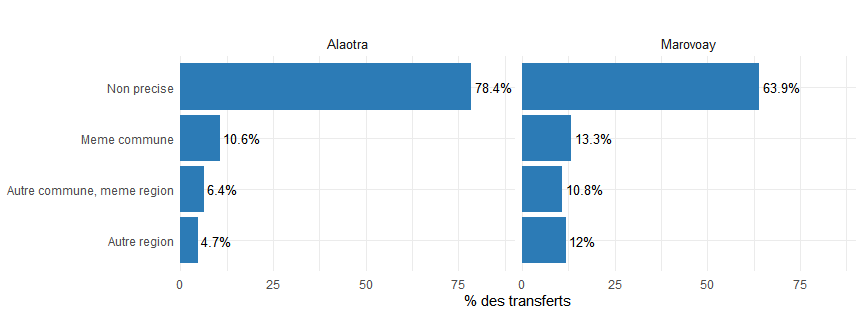 Alaotra
Marovoay
Non precise
78.4%
63.9%
Meme commune
10.6%
13.3%
Autre commune, meme region
6.4%
10.8%
Autre region
4.7%
12%
0
25
50
75
0
25
50
75
% des transferts